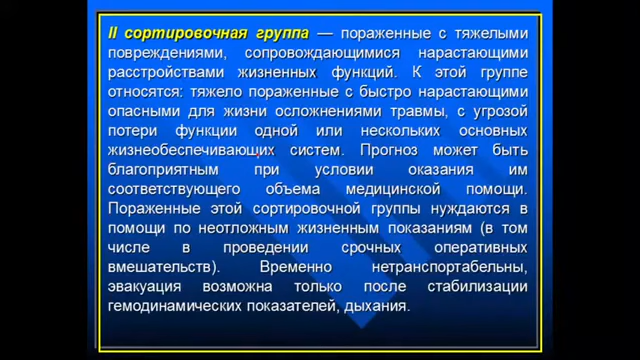 II сортировочная группа — пораженные с тяжелыми
повреждениями, сопровождающимися нарастающими
расстройствами жизненных функций. К этой группе
относятся: тяжело пораженные с быстро нарастающими
опасными для жизни осложнениями травмы, с угрозой
потери функции одной или нескольких основных
жизнеобеспечивающих систем. Прогноз может быть
благоприятным при условии оказания им
соответствующего объема медицинской помощи.
Пораженные этой сортировочной группы нуждаются в
помощи по неотложным жизненным показаниям (в том
числе в проведении срочных оперативных
вмешательств). Временно нетранспортабельны,
эвакуация возможна только после стабилизации
гемодинамических показателей, дыхания.